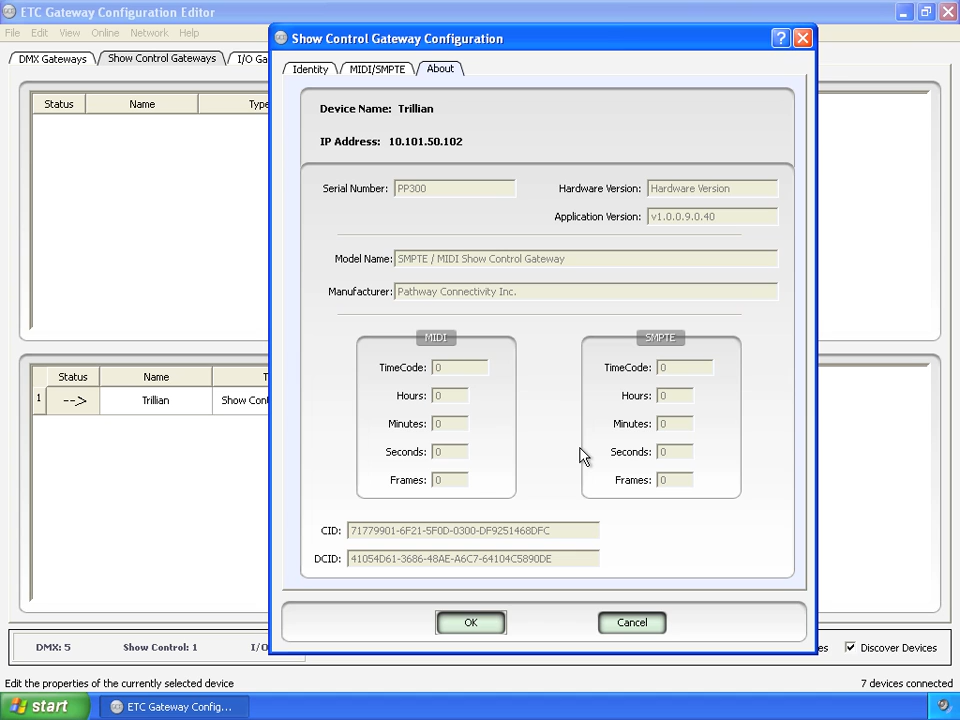 ETC Gateway Configuration Editor
File Edit View Online Network Help
DMX Gateways Show Control Gateways I/O Ga
Status Name Type
Status Name T
1 --> Trillian Show Cont
Show Control Gateway Configuration
Identity MIDI/SMPTE About
Device Name: Trillian
IP Address: 10.101.50.102
Serial Number: PP300 Hardware Version: Hardware Version
Application Version: v1.0.0.9.0.40
Model Name: SMPTE / MIDI Show Control Gateway
Manufacturer: Pathway Connectivity Inc.
MIDI SMPTE
TimeCode: 0 TimeCode: 0
Hours: 0 Hours: 0
Minutes: 0 Minutes: 0
Seconds: 0 Seconds: 0
Frames: 0 Frames: 0
CID: 71779901-6F21-5F0D-0300-DF9251468DFC
DCID: 41054D61-3686-48AE-A6C7-64104C5890DE
OK Cancel
DMX: 5 Show Control: 1 I/O es Discover Devices
Edit the properties of the currently selected device 7 devices connected
start ETC Gateway Config...